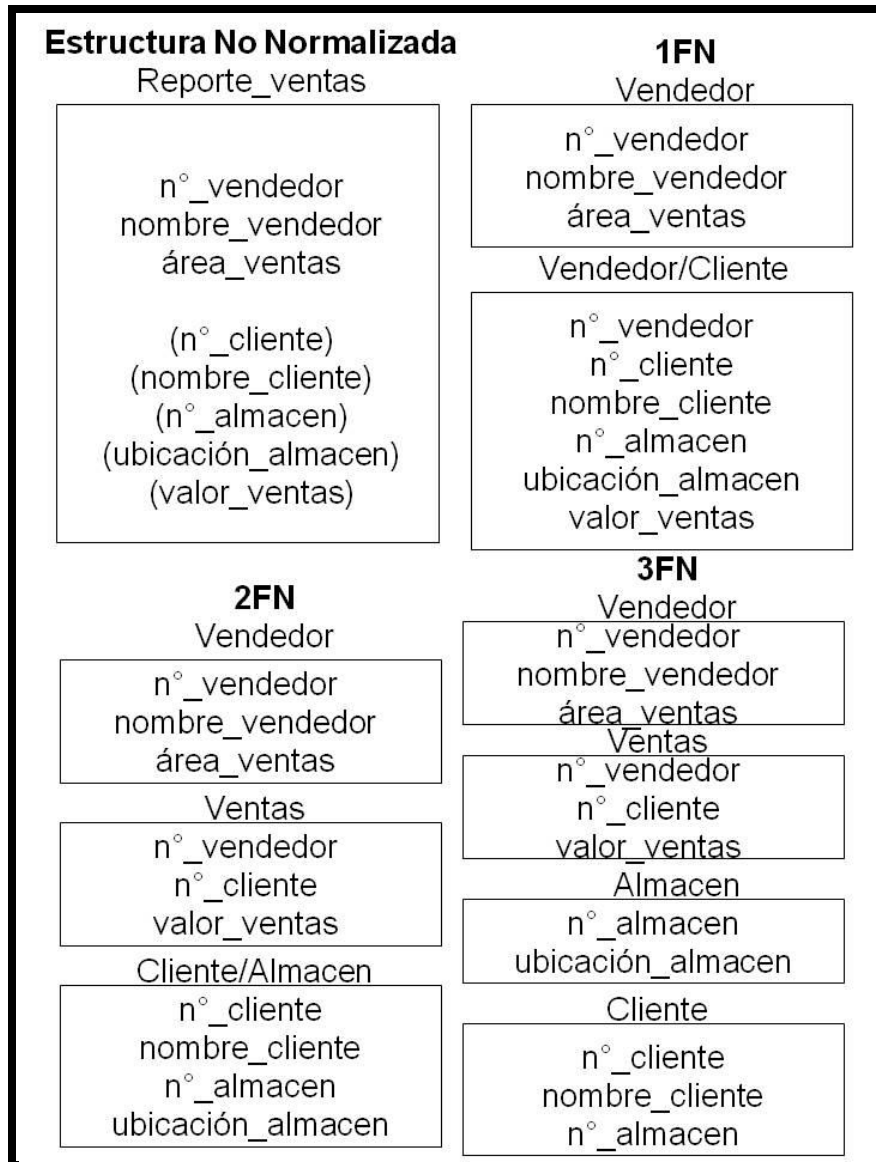 Estructura No Normalizada
Reporte_ventas
n°_vendedor
nombre_vendedor
área_ventas
(n°_cliente)
(nombre_cliente)
(n°_almacen)
(ubicación_almacen)
(valor_ventas)
1FN
Vendedor
n°_vendedor
nombre_vendedor
área_ventas
Vendedor/Cliente
n°_vendedor
n°_cliente
nombre_cliente
n°_almacen
ubicación_almacen
valor_ventas
2FN
Vendedor
n°_vendedor
nombre_vendedor
área_ventas
Ventas
n°_vendedor
n°_cliente
valor_ventas
Cliente/Almacen
n°_cliente
nombre_cliente
n°_almacen
ubicación_almacen
3FN
Vendedor
n°_vendedor
nombre_vendedor
área_ventas
Ventas
n°_vendedor
n°_cliente
valor_ventas
Almacen
n°_almacen
ubicación_almacen
Cliente
n°_cliente
nombre_cliente
n°_almacen